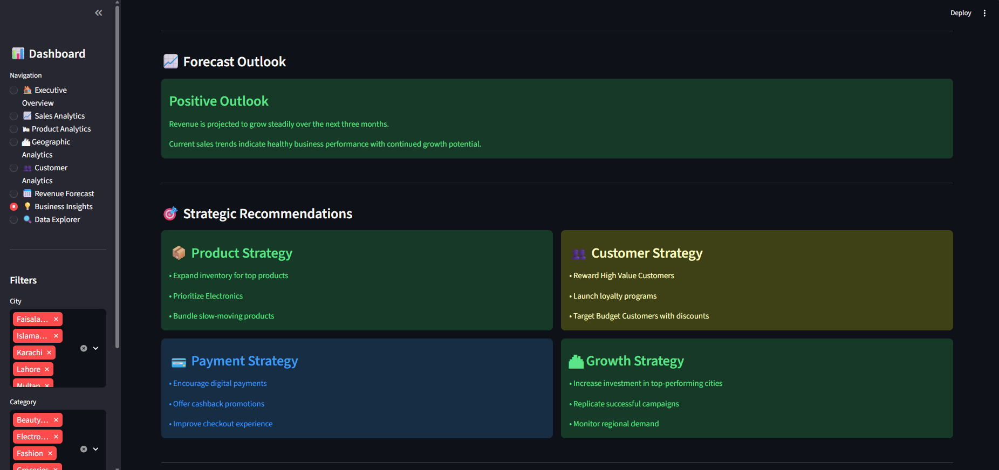 Deploy
Dashboard
Navigation
Executive
Overview
Sales Analytics
Product Analytics
Geographic
Analytics
Customer
Analytics
Revenue Forecast
Business Insights
Data Explorer
Filters
City
Faisala...
Islama...
Karachi
Lahore
Multan
Category
Beauty...
Electro...
Fashion
Groceries
Forecast Outlook
Positive Outlook
Revenue is projected to grow steadily over the next three months.
Current sales trends indicate healthy business performance with continued growth potential.
Strategic Recommendations
Product Strategy
• Expand inventory for top products
• Prioritize Electronics
• Bundle slow-moving products
Customer Strategy
• Reward High Value Customers
• Launch loyalty programs
• Target Budget Customers with discounts
Payment Strategy
• Encourage digital payments
• Offer cashback promotions
• Improve checkout experience
Growth Strategy
• Increase investment in top-performing cities
• Replicate successful campaigns
• Monitor regional demand